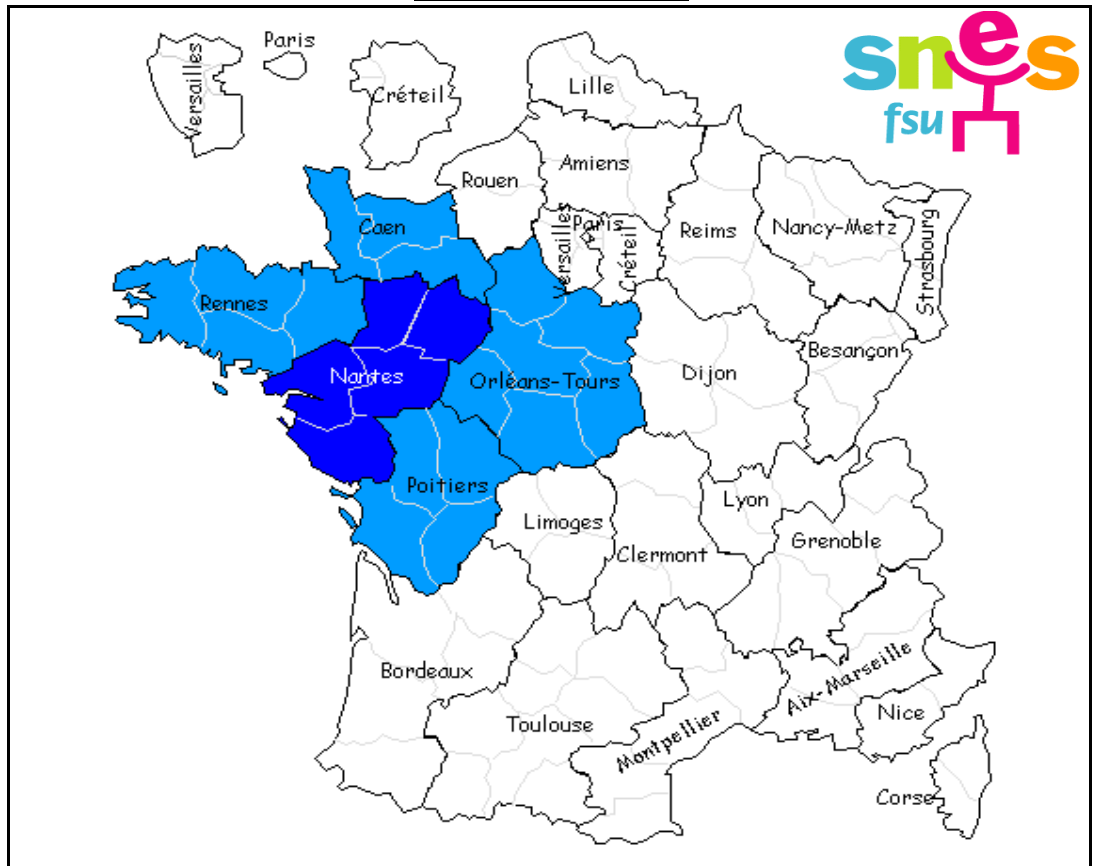 Versailles
Paris
Créteil
Lille
snes
fsu
Rouen
Amiens
Caen
Versailles
Paris
Créteil
Reims
Nancy-Metz
Strasbourg
Rennes
Nantes
Orléans-Tours
Dijon
Besançon
Poitiers
Limoges
Clermont
Lyon
Grenoble
Bordeaux
Toulouse
Montpellier
Aix-Marseille
Nice
Corse